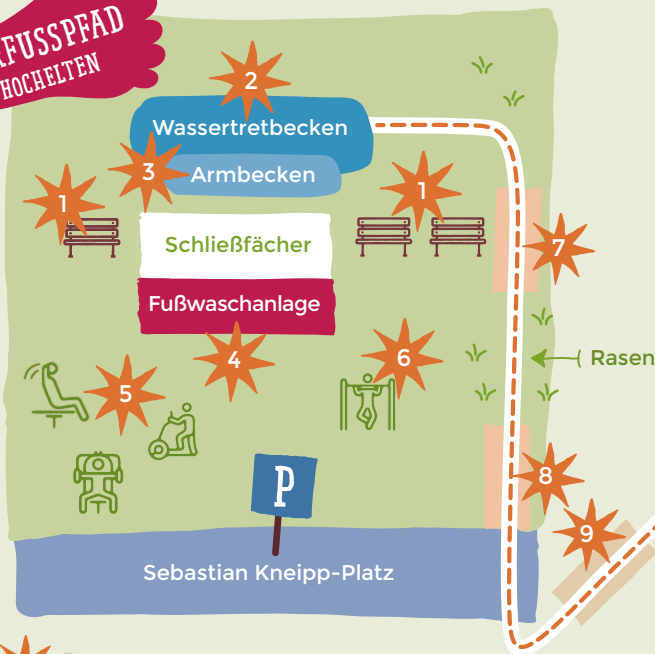 HOCHELTEN
2
Wassertretbecken
3
Armbecken
1
1
Schließfächer
7
Fußwaschanlage
4
6
Rasen
5
8
P
9
Sebastian Kneipp-Platz